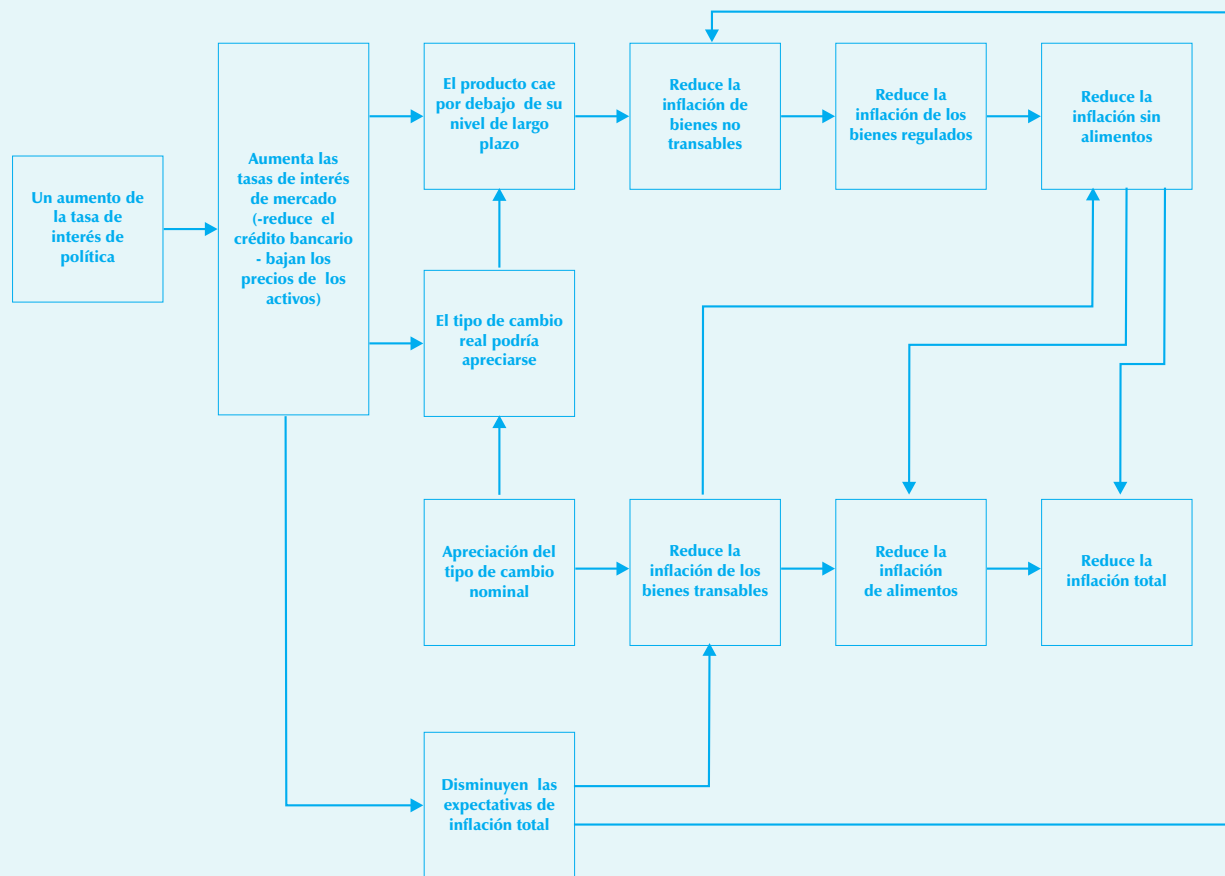 Un aumento de
la tasa de
interés de
política
Aumenta las
tasas de interés
de mercado
(-reduce el
crédito bancario
- bajan los
precios de los
activos)
El producto cae
por debajo de su
nivel de largo
plazo
Reduce la
inflación de
bienes no
transables
Reduce la
inflación de los
bienes regulados
Reduce la
inflación sin
alimentos
El tipo de cambio
real podría
apreciarse
Apreciación del
tipo de cambio
nominal
Reduce la
inflación de los
bienes transables
Reduce la
inflación
de alimentos
Reduce la
inflación total
Disminuyen las
expectativas de
inflación total